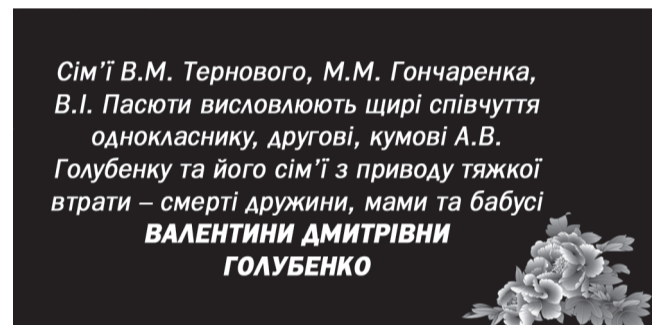 Сім’ї В.М. Тернового, М.М. Гончаренка,
В.І. Пасюти висловлюють щирі співчуття
однокласнику, другові, кумові А.В.
Голубенку та його сім’ї з приводу тяжкої
втрати – смерті дружини, мами та бабусі
ВАЛЕНТИНИ ДМИТРІВНИ
ГОЛУБЕНКО